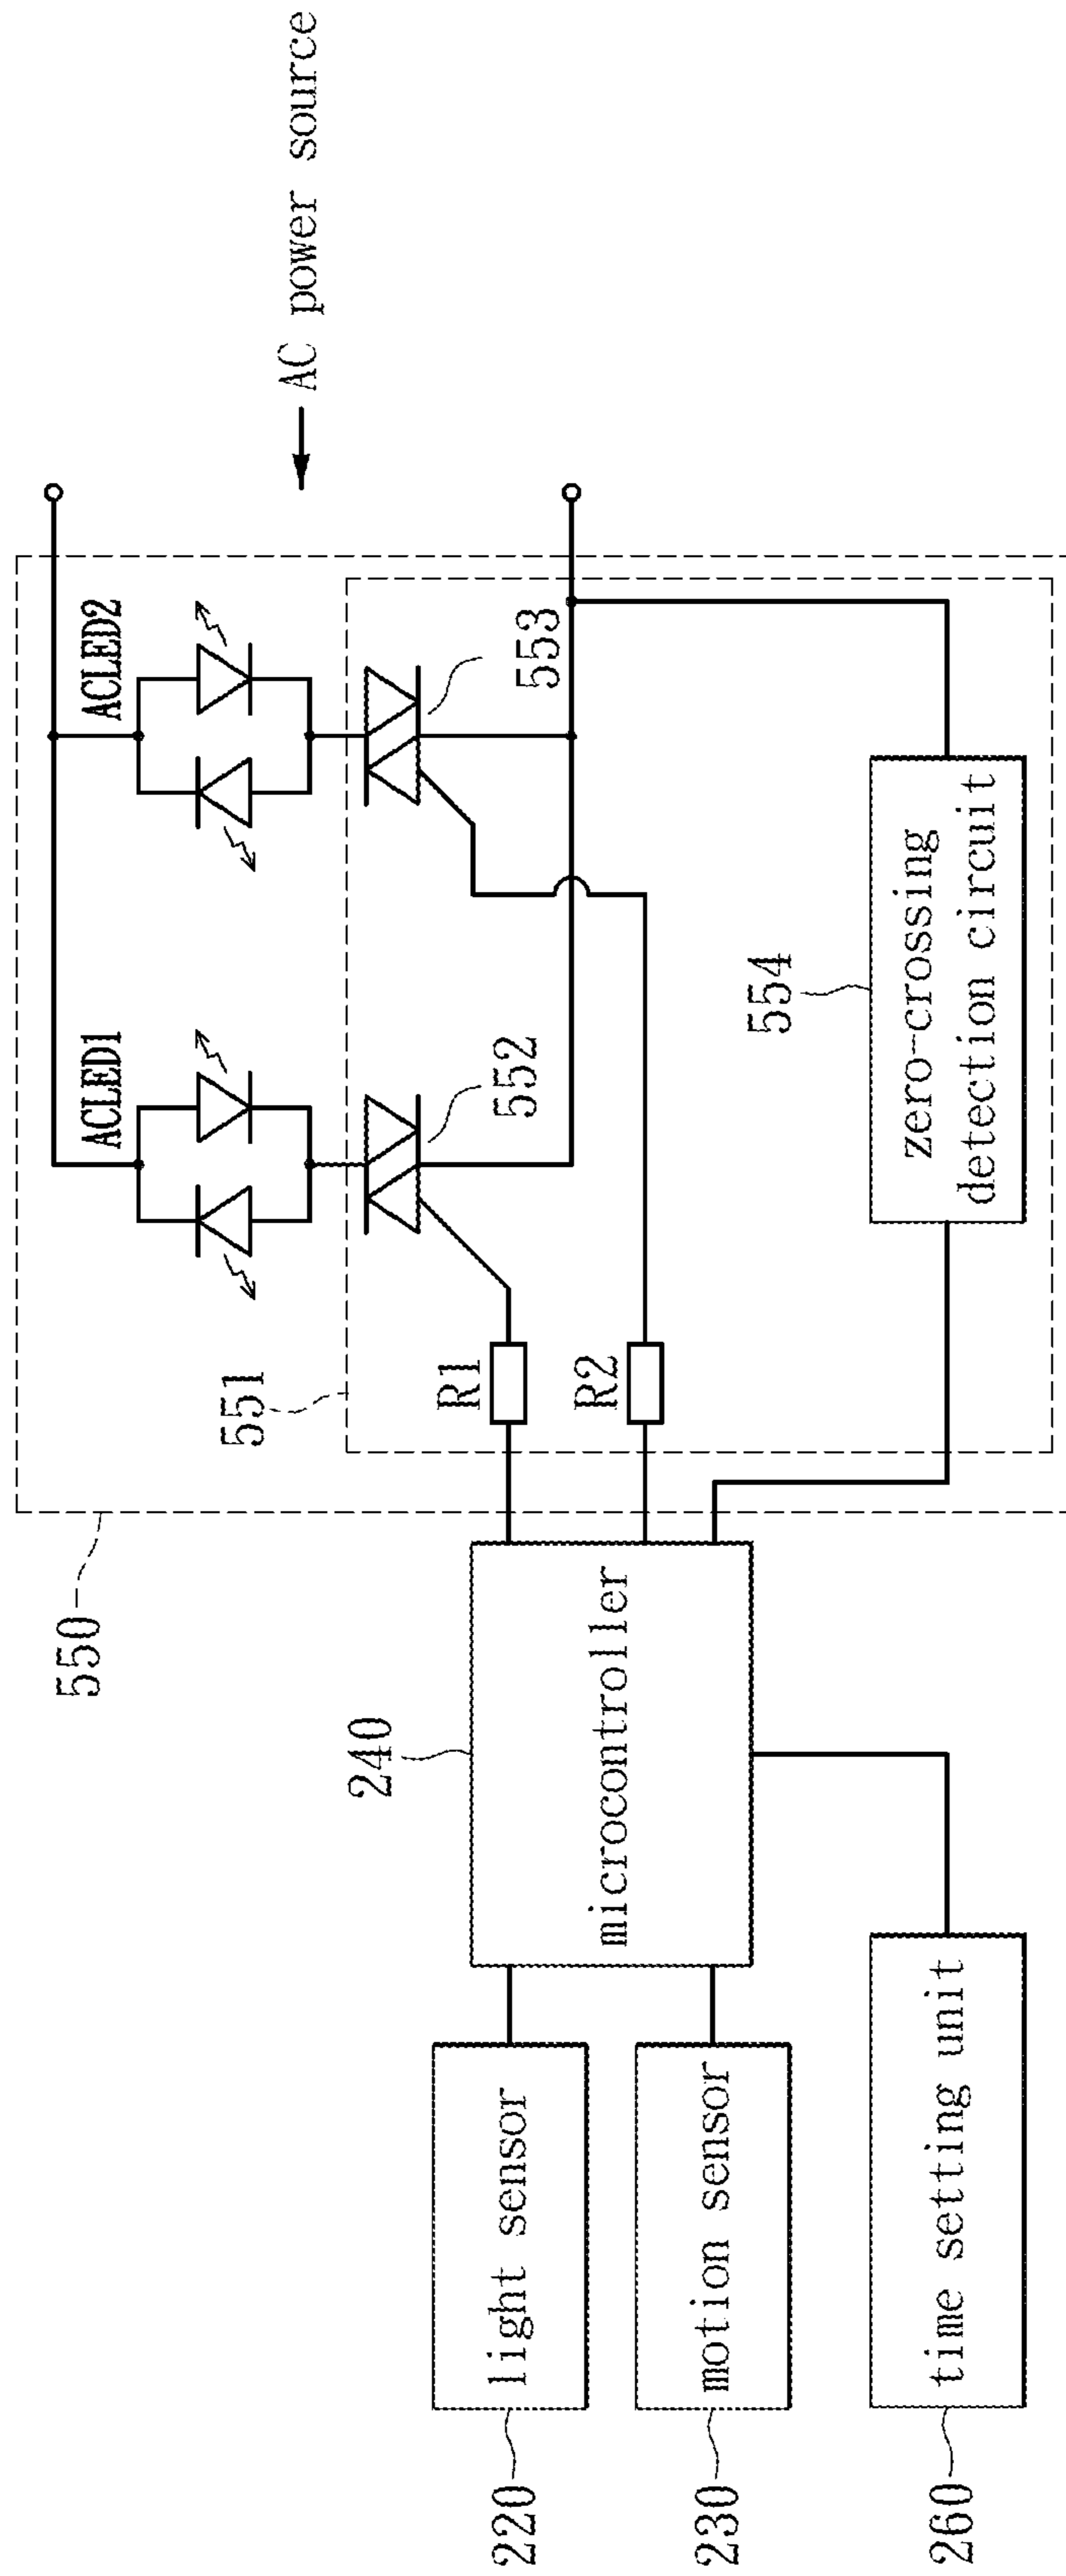 550
ACLED1
ACLED2
AC power source
551
552
553
R1
R2
554
zero-crossing
detection circuit
240
microcontroller
220
light sensor
230
motion sensor
260
time setting unit